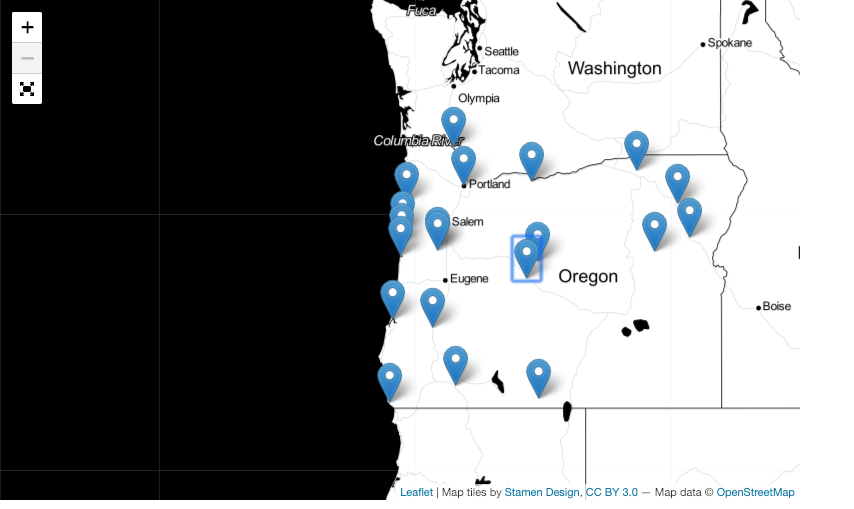 Fuca
+
Seattle
Spokane
Tacoma
Washington
−
Olympia
Columbia River
Portland
Salem
Oregon
Eugene
Boise
Leaflet | Map tiles by Stamen Design, CC BY 3.0 — Map data © OpenStreetMap